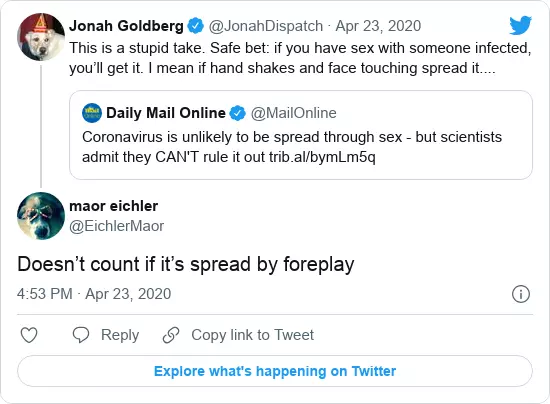 Jonah Goldberg @JonahDispatch · Apr 23, 2020
This is a stupid take. Safe bet: if you have sex with someone infected,
you’ll get it. I mean if hand shakes and face touching spread it....
Daily Mail Online @MailOnline
Coronavirus is unlikely to be spread through sex - but scientists
admit they CAN'T rule it out trib.al/bymLm5q
maor eichler
@EichlerMaor
Doesn’t count if it’s spread by foreplay
4:53 PM · Apr 23, 2020
Reply Copy link to Tweet
Explore what's happening on Twitter